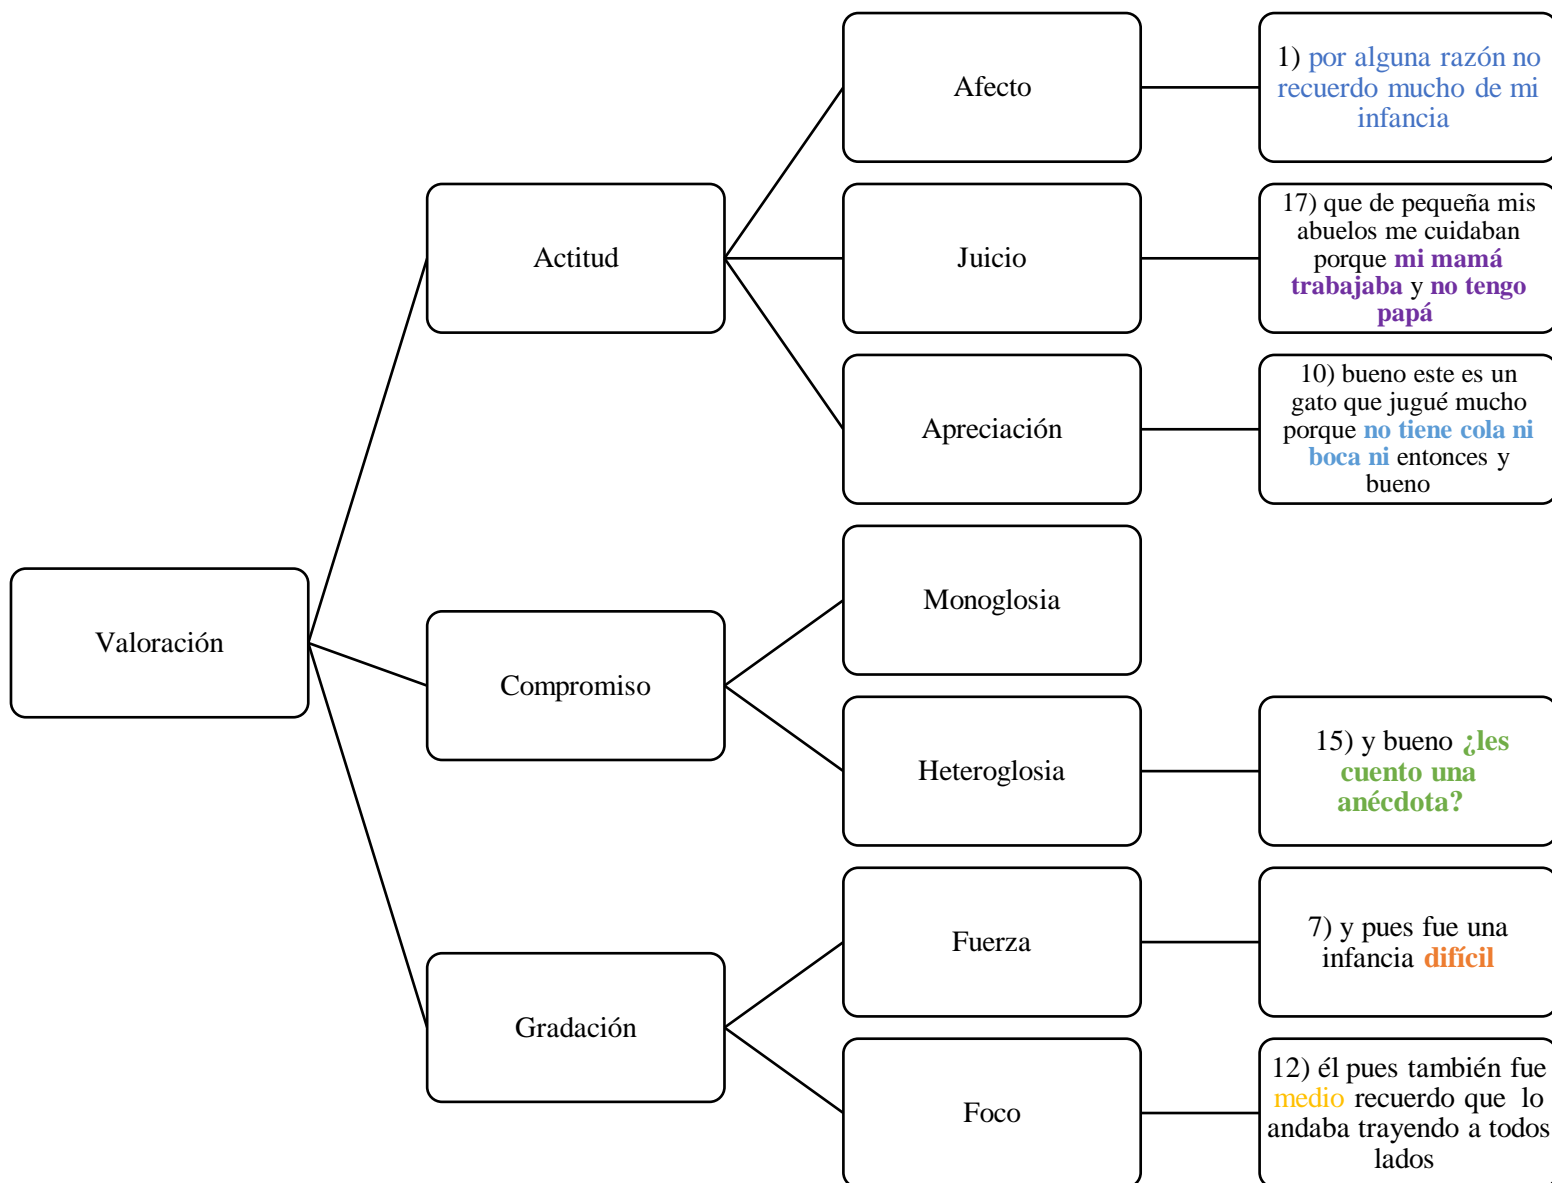 Valoración
Actitud
Afecto
1) por alguna razón no
recuerdo mucho de mi
infancia
Juicio
17) que de pequeña mis
abuelos me cuidaban
porque mi mamá
trabajaba y no tengo
papá
Apreciación
10) bueno este es un
gato que jugué mucho
porque no tiene cola ni
boca ni entonces y
bueno
Compromiso
Monoglosia
Heteroglosia
15) y bueno ¿les
cuento una
anécdota?
Gradación
Fuerza
7) y pues fue una
infancia difícil
Foco
12) él pues también fue
medio recuerdo que lo
andaba trayendo a todos
lados